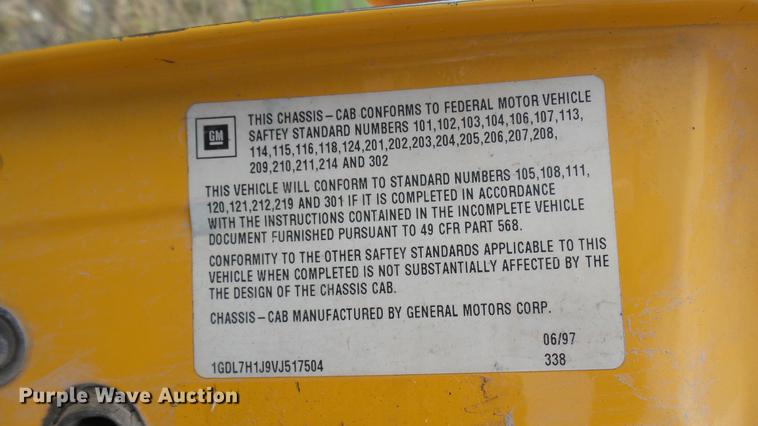 GM
THIS CHASSIS-CAB CONFORMS TO FEDERAL MOTOR VEHICLE
SAFTEY STANDARD NUMBERS 101,102,103,104,106,107,113,
114,115,116,118,124,201,202,203,204,205,206,207,208,
209,210,211,214 AND 302
THIS VEHICLE WILL CONFORM TO STANDARD NUMBERS 105,108,111,
120,121,212,219 AND 301 IF IT IS COMPLETED IN ACCORDANCE
WITH THE INSTRUCTIONS CONTAINED IN THE INCOMPLETE VEHICLE
DOCUMENT FURNISHED PURSUANT TO 49 CFR PART 568.
CONFORMITY TO THE OTHER SAFTEY STANDARDS APPLICABLE TO THIS
VEHICLE WHEN COMPLETED IS NOT SUBSTANTIALLY AFFECTED BY THE
THE DESIGN OF THE CHASSIS CAB.
CHASSIS-CAB MANUFACTURED BY GENERAL MOTORS CORP.
06/97
1GDL7H1J9VJ517504 338
Purple Wave Auction